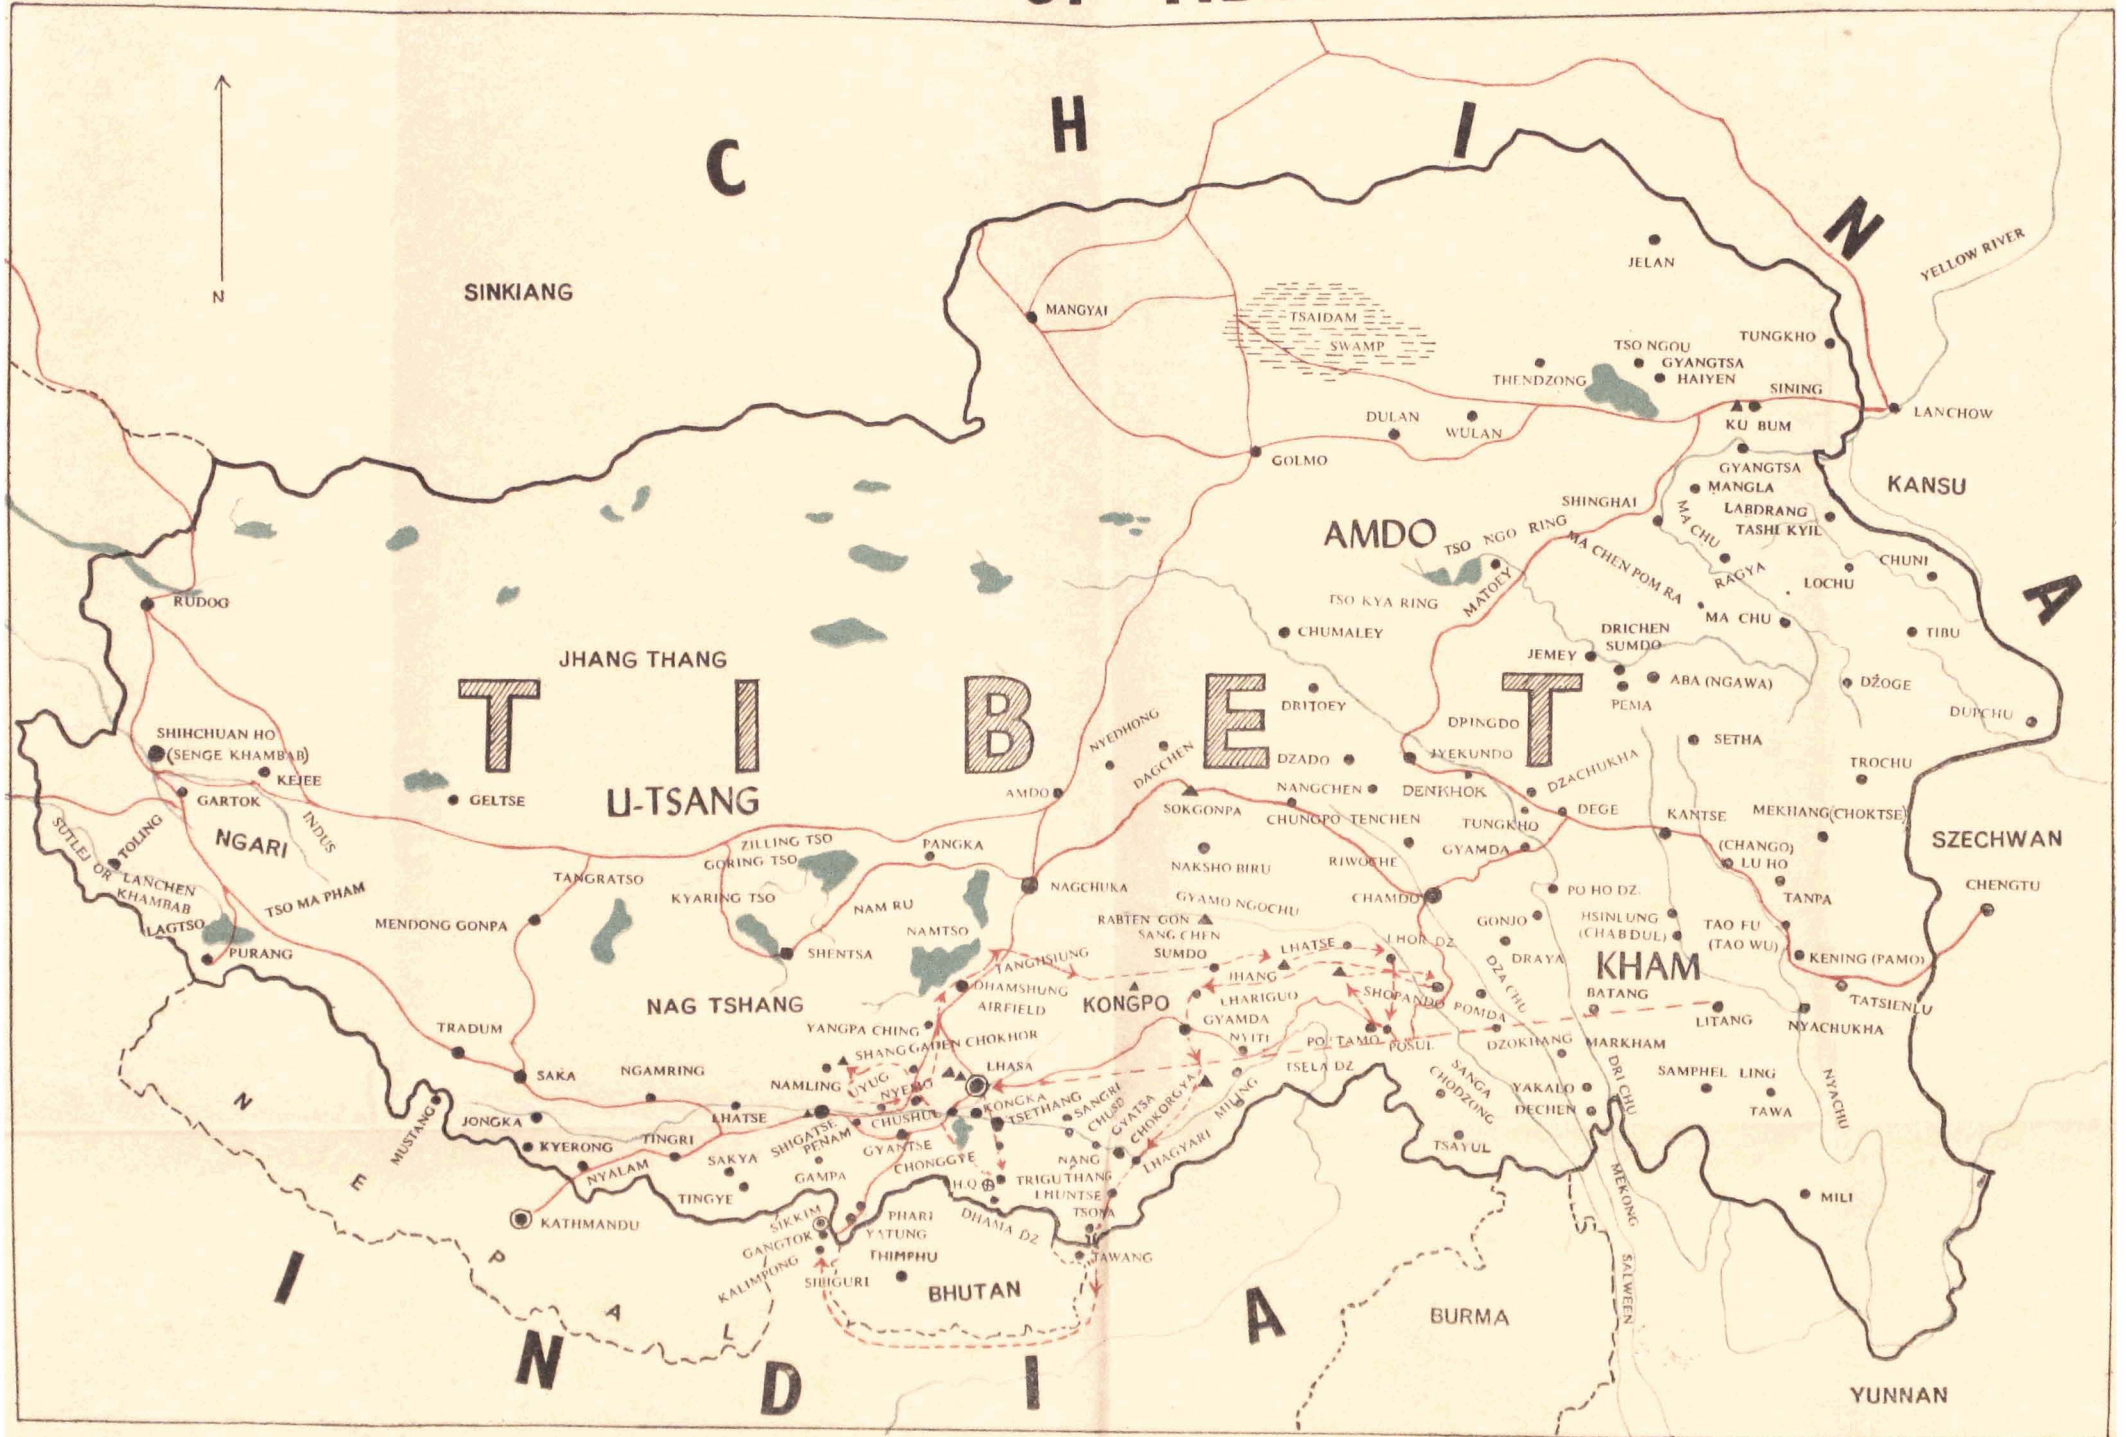 C
H
I
N
A
N
SINKIANG
JELAN
YELLOW RIVER
MANGYAI
TSAIDAM
SWAMP
TUNGKHO
TSO NGOU
GYANGTSA
HAIYEN
THENDZONG
SINING
LANCHOW
KU BUM
DULAN
WULAN
GOLMO
GYANGTSA
MANGLA
KANSU
SHINGHAI
LABDRANG
TASHI KYIL
AMDO
TSO NGO RING
MA CHU
MA CHEN POM RA
RAGYA
LOCHU
CHUNI
TSO KYA RING
MATOEY
MA CHU
RUDOG
CHUMALEY
DRICHEN
SUMDO
JEMEY
TIBU
JHANG THANG
TIBET
ABA (NGAWA)
PEMA
DZOGE
DUPCHU
DRITOEY
DPINGDO
SHIHCHUAN HO
(SENGE KHAMBAB)
KEJEE
GARTOK
NYEDHONG
DAGCHEN
DZADO
JYEKUNDO
SETHA
DZACHUKHA
TROCHU
GELTSE
U-TSANG
AMDO
SOKGONPA
NANGCHEN
DENKHOK
DEGE
KANTSE
MEKHANG(CHOKTSE)
CHUNGPO TENCHEN
TUNGKHO
SUTLEJ OR
LANCHEN
KHAMBAB
TOLING
NGARI
INDUS
ZILLING TSO
GORING TSO
PANGKA
NAKSHO BIRU
RIWOCHE
GYAMDA
(CHANGO)
LU HO
SZECHWAN
CHENGTU
TANGRATSO
KYARING TSO
NAGCHUKA
CHAMDO
PO HO DZ.
TANPA
LAGTSO
TSO MA PHAM
PURANG
MENDONG GONPA
NAM RU
NAMTSO
SHENTSA
GYAMO NGOCHU
RABTEN GON
SANG CHEN
SUMDO
LHATSE
LHOR DZ
GONJO
DRAYA
HSINLUNG
(CHABDUL)
TAO FU
(TAO WU)
KENING (PAMO)
KHAM
TANGHSIUNG
DHAMSHUNG
AIRFIELD
KONGPO
JHANG
LHARIGUO
SHOPANDO
POMDA
DZA CHU
BATANG
LITANG
TATSIENLU
NYACHUKHA
NAG TSHANG
YANGPA CHING
TRADUM
SHANG GADEN CHOKHOR
GYAMDA
NYITI
PO TAMO
POSUL
DZOKHANG
MARKHAM
LHASA
TSELA DZ
SAKA
NGAMRING
NAMLING
UYUG
NYEMO
CHUSHUL
KONGKA
TSETHANG
SANGRI
GYATSA
CHOKORGYA
MILING
SANGA
CHODZONG
YAKALO
DECHEN
DRI CHU
SAMPHEL LING
TAWA
NYACHU
MUSTANG
JONGKA
LHATSE
SHIGATSE
PENAM
GYANTSE
CHONGGYE
KYERONG
NYALAM
TINGRI
SAKYA
TINGYE
GAMPA
H.Q
NANG
TRIGUTHANG
LHUNTSE
TSONA
LHAGYARI
TSAYUL
MILI
MEKONG
SALWEEN
KATHMANDU
SIKKIM
GANGTOK
KALIMPONG
SILIGURI
PHARI
YATUNG
THIMPHU
BHUTAN
DHAMA DZ
TAWANG
N
E
P
A
L
I
N
D
I
A
BURMA
YUNNAN